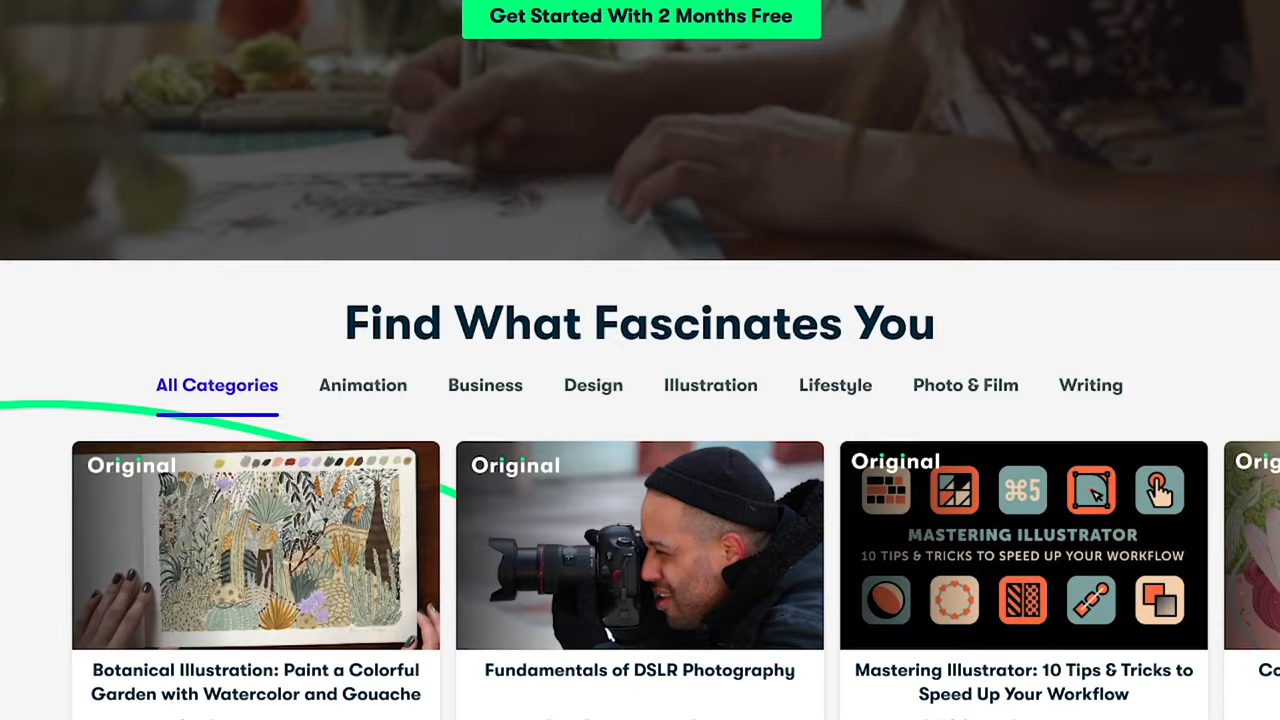 Get Started With 2 Months Free
Find What Fascinates You
All Categories Animation Business Design Illustration Lifestyle Photo & Film Writing
Original Original Original
⌘5
MASTERING ILLUSTRATOR
10 TIPS & TRICKS TO SPEED UP YOUR WORKFLOW
Botanical Illustration: Paint a Colorful
Garden with Watercolor and Gouache
Fundamentals of DSLR Photography
Mastering Illustrator: 10 Tips & Tricks to
Speed Up Your Workflow